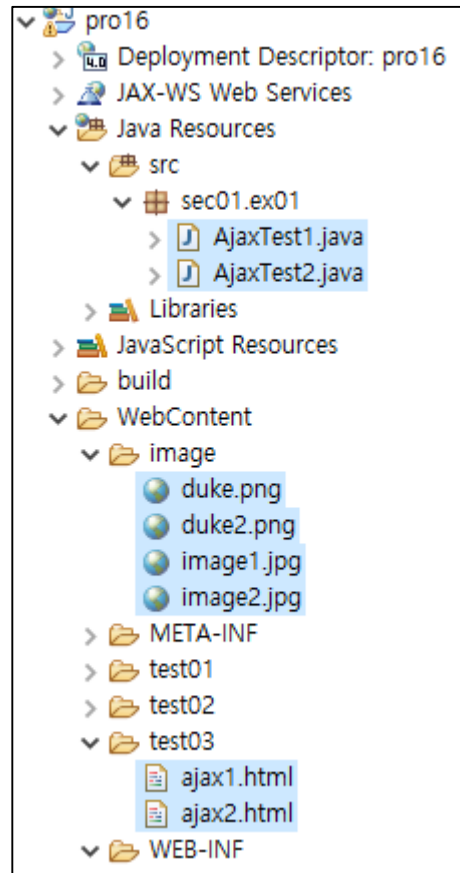 pro16
4.0 Deployment Descriptor: pro16
JAX-WS Web Services
Java Resources
src
sec01.ex01
J AjaxTest1.java
J AjaxTest2.java
Libraries
JavaScript Resources
build
WebContent
image
duke.png
duke2.png
image1.jpg
image2.jpg
META-INF
test01
test02
test03
ajax1.html
ajax2.html
WEB-INF